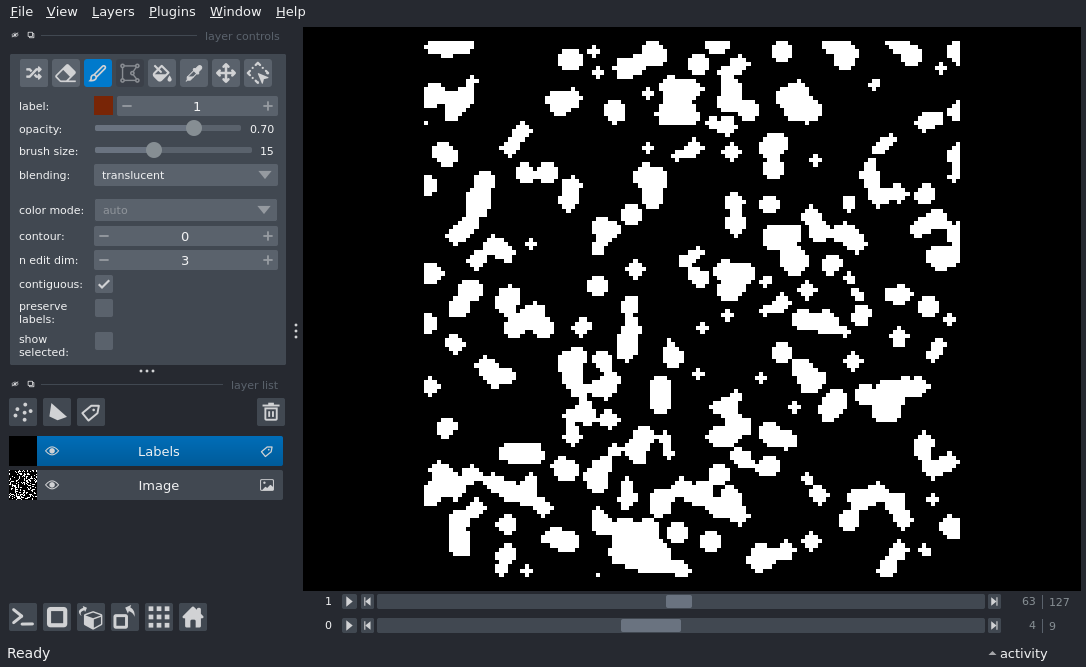 File View Layers Plugins Window Help
layer controls
label: 1
opacity: 0.70
brush size: 15
blending: translucent
color mode: auto
contour: 0
n edit dim: 3
contiguous:
preserve
labels:
show
selected:
layer list
Labels
Image
1 63 127
0 4 9
Ready activity